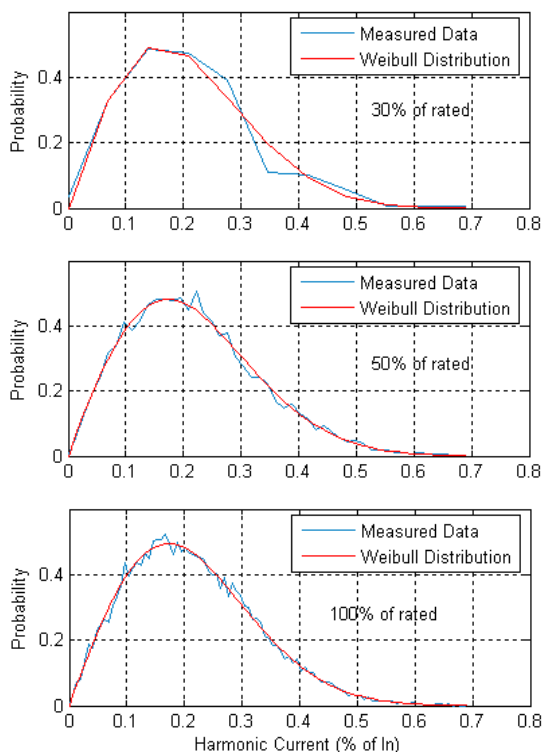 Measured Data
Weibull Distribution
30% of rated
Probability
0.4
0.2
0
0 0.1 0.2 0.3 0.4 0.5 0.6 0.7 0.8
Measured Data
Weibull Distribution
50% of rated
Probability
0.4
0.2
0
0 0.1 0.2 0.3 0.4 0.5 0.6 0.7 0.8
Measured Data
Weibull Distribution
100% of rated
Probability
0.4
0.2
0
0 0.1 0.2 0.3 0.4 0.5 0.6 0.7 0.8
Harmonic Current (% of In)